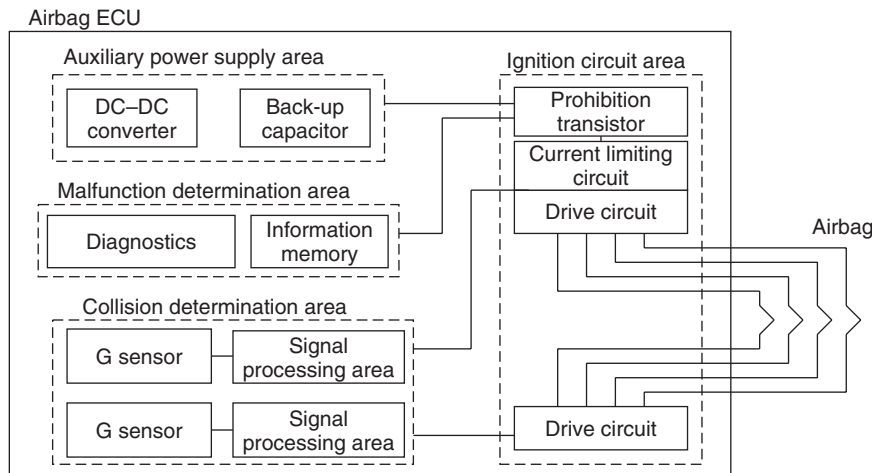 Airbag ECU
Auxiliary power supply area
DC–DC
converter
Back-up
capacitor
Malfunction determination area
Diagnostics
Information
memory
Collision determination area
G sensor
Signal
processing area
G sensor
Signal
processing area
Ignition circuit area
Prohibition
transistor
Current limiting
circuit
Drive circuit
Airbag
Drive circuit